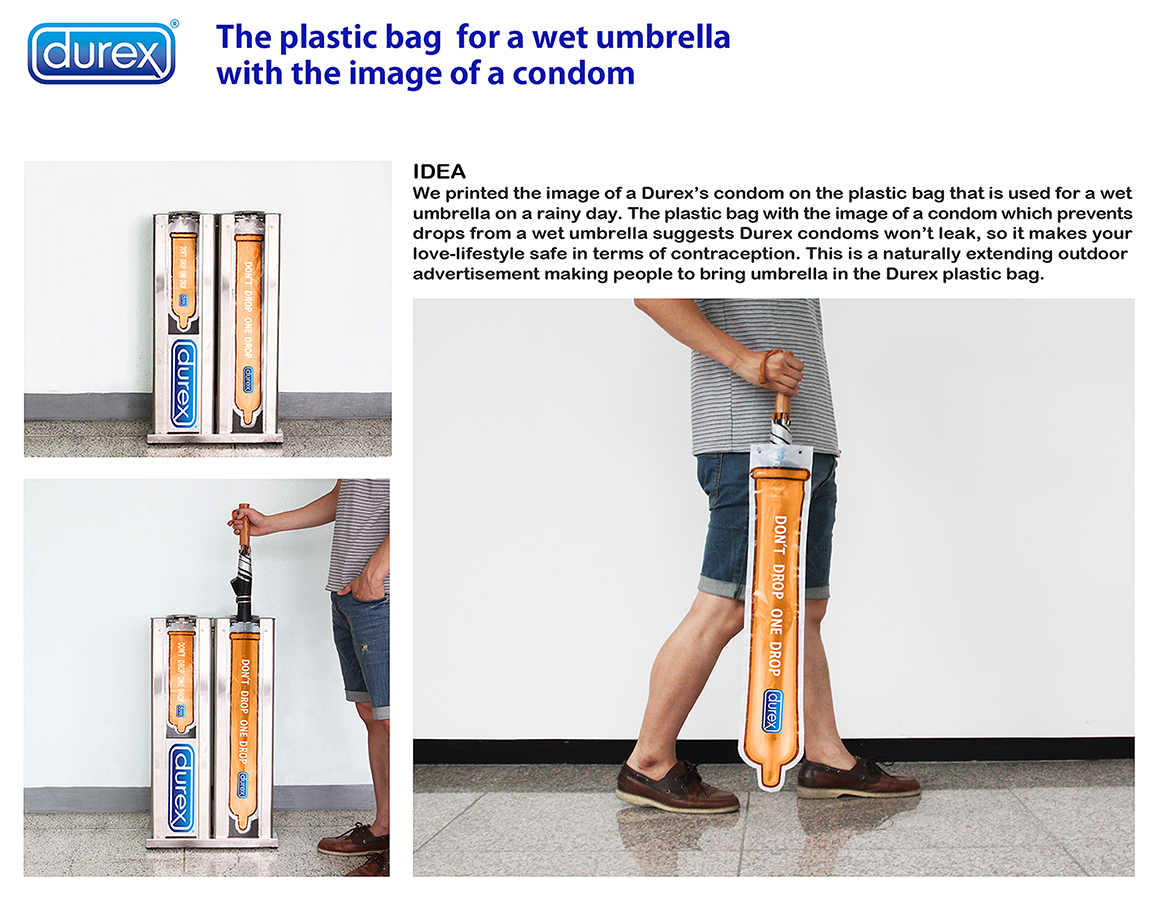 durex®
The plastic bag  for a wet umbrella
with the image of a condom
IDEA
We printed the image of a Durex's condom on the plastic bag that is used for a wet
umbrella on a rainy day. The plastic bag with the image of a condom which prevents
drops from a wet umbrella suggests Durex condoms won't leak, so it makes your
love-lifestyle safe in terms of contraception. This is a naturally extending outdoor
advertisement making people to bring umbrella in the Durex plastic bag.
DON'T DROP ONE DROP
durex
durex
DON'T DROP ONE DROP
durex
DON'T DROP ONE DROP
durex
durex
DON'T DROP ONE DROP
durex
DON'T DROP ONE DROP
durex